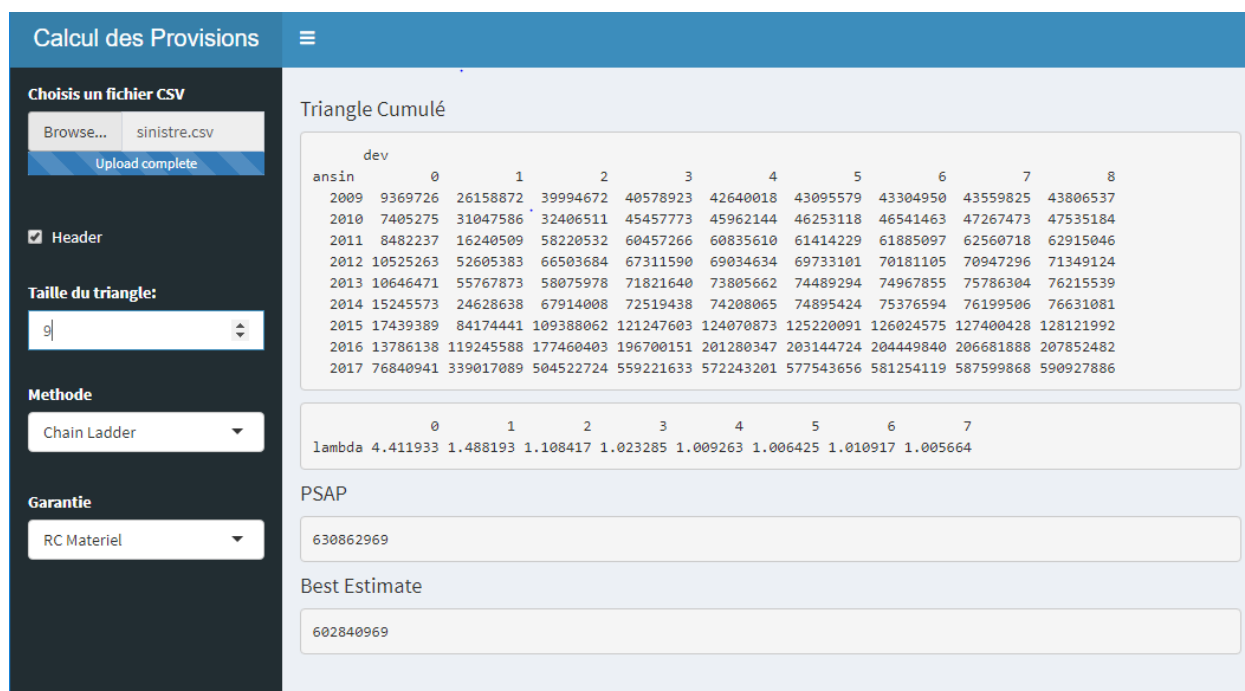 Calcul des Provisions
Choisis un fichier CSV
Browse... sinistre.csv
Upload complete
Header
Taille du triangle:
9
Methode
Chain Ladder
Garantie
RC Materiel
Triangle Cumulé
dev
ansin 0 1 2 3 4 5 6 7 8
2009 9369726 26158872 39994672 40578923 42640018 43095579 43304950 43559825 43806537
2010 7405275 31047586 32406511 45457773 45962144 46253118 46541463 47267473 47535184
2011 8482237 16240509 58220532 60457266 60835610 61414229 61885097 62560718 62915046
2012 10525263 52605383 66503684 67311590 69034634 69733101 70181105 70947296 71349124
2013 10646471 55767873 58075978 71821640 73805662 74489294 74967855 75786304 76215539
2014 15245573 24628638 67914008 72519438 74208065 74895424 75376594 76199506 76631081
2015 17439389 84174441 109388062 121247603 124070873 125220091 126024575 127400428 128121992
2016 13786138 119245588 177460403 196700151 201280347 203144724 204449840 206681888 207852482
2017 76840941 339017089 504522724 559221633 572243201 577543656 581254119 587599868 590927886
0 1 2 3 4 5 6 7
lambda 4.411933 1.488193 1.108417 1.023285 1.009263 1.006425 1.010917 1.005664
PSAP
630862969
Best Estimate
602840969